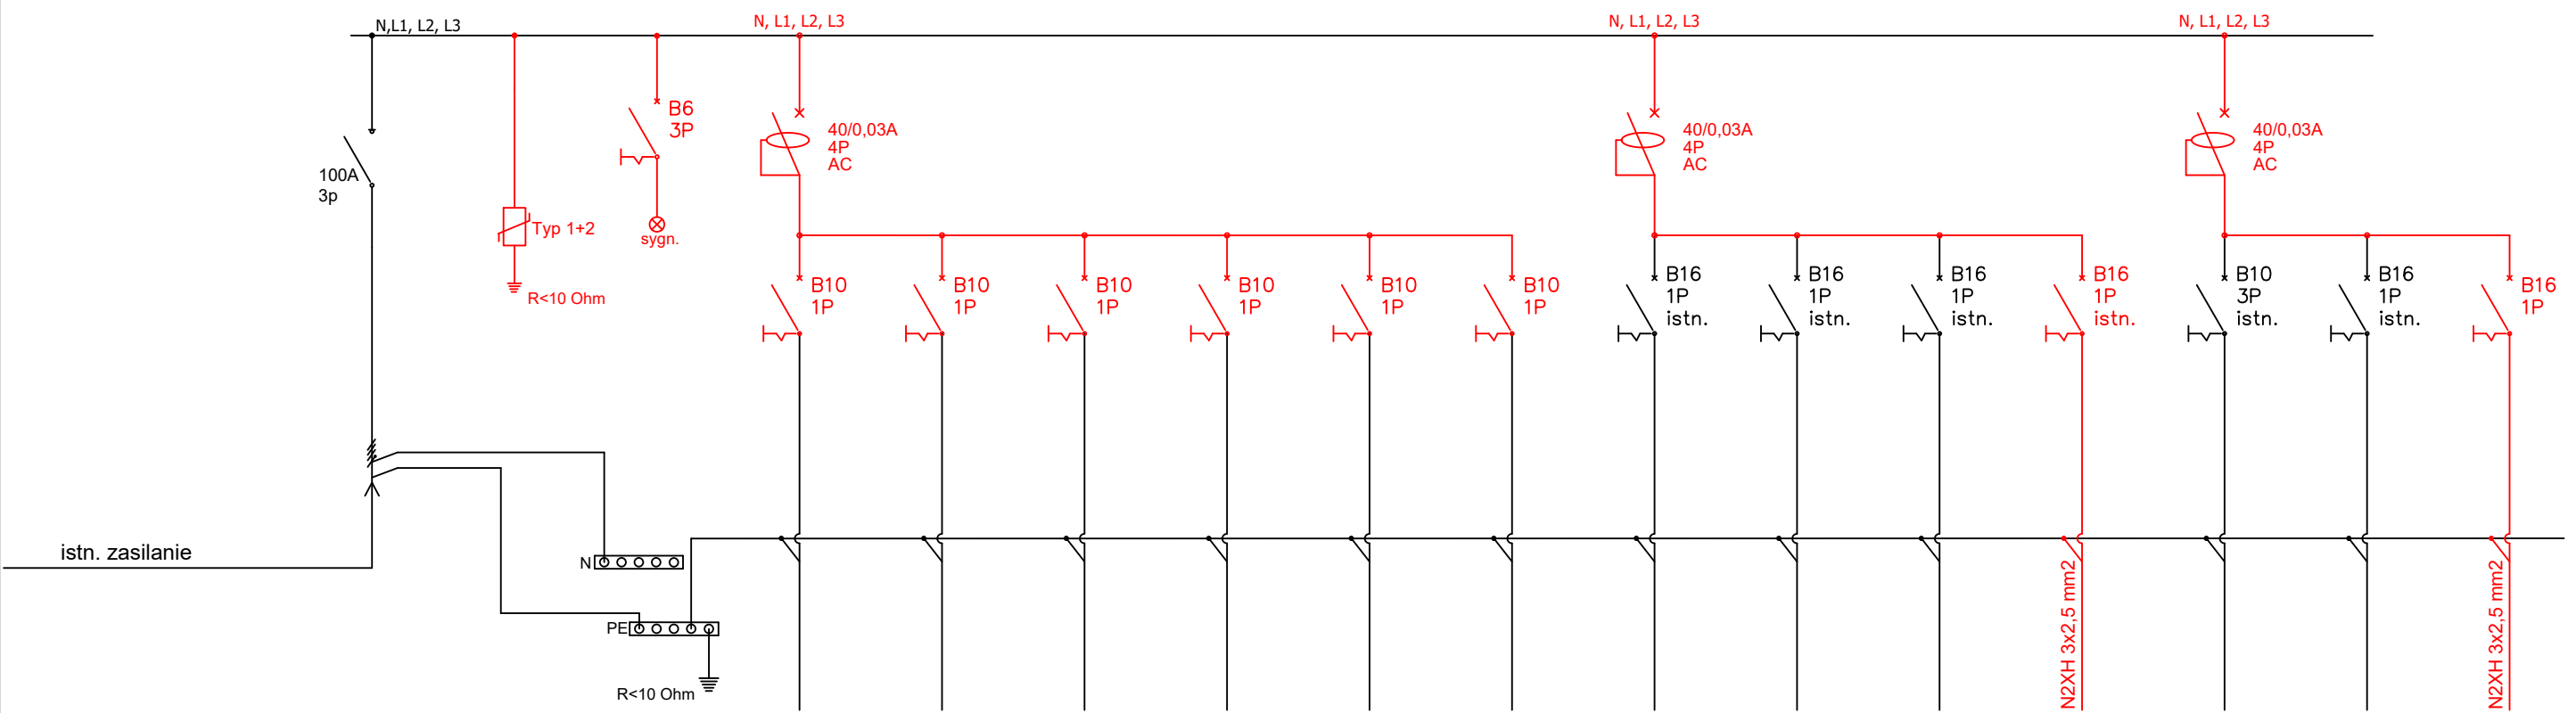 N,L1, L2, L3
N, L1, L2, L3
N, L1, L2, L3
N, L1, L2, L3
100A
3p
Typ 1+2
R<10 Ohm
B6
3P
sygn.
40/0,03A
4P
AC
40/0,03A
4P
AC
40/0,03A
4P
AC
B10
1P
B10
1P
B10
1P
B10
1P
B10
1P
B10
1P
B16
1P
istn.
B16
1P
istn.
B16
1P
istn.
B16
1P
istn.
B10
3P
istn.
B16
1P
istn.
B16
1P
istn. zasilanie
N
PE
R<10 Ohm
N2XH 3x2,5 mm2
N2XH 3x2,5 mm2